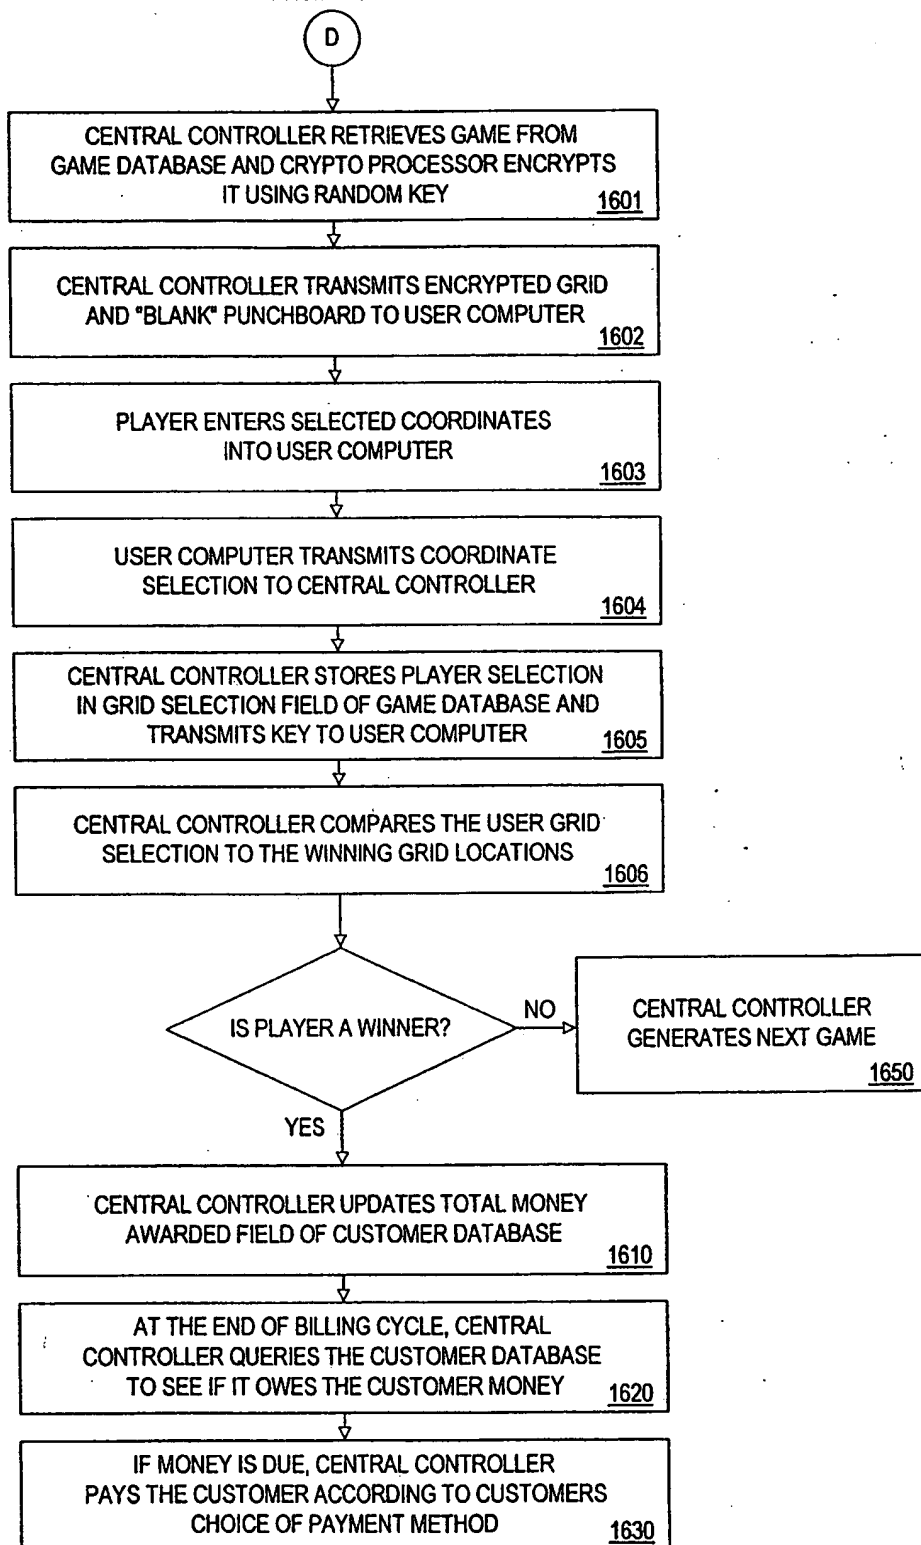 D
CENTRAL CONTROLLER RETRIEVES GAME FROM
GAME DATABASE AND CRYPTO PROCESSOR ENCRYPTS
IT USING RANDOM KEY
1601
CENTRAL CONTROLLER TRANSMITS ENCRYPTED GRID
AND "BLANK" PUNCHBOARD TO USER COMPUTER
1602
PLAYER ENTERS SELECTED COORDINATES
INTO USER COMPUTER
1603
USER COMPUTER TRANSMITS COORDINATE
SELECTION TO CENTRAL CONTROLLER
1604
CENTRAL CONTROLLER STORES PLAYER SELECTION
IN GRID SELECTION FIELD OF GAME DATABASE AND
TRANSMITS KEY TO USER COMPUTER
1605
CENTRAL CONTROLLER COMPARES THE USER GRID
SELECTION TO THE WINNING GRID LOCATIONS
1606
IS PLAYER A WINNER?
NO
CENTRAL CONTROLLER
GENERATES NEXT GAME
1650
YES
CENTRAL CONTROLLER UPDATES TOTAL MONEY
AWARDED FIELD OF CUSTOMER DATABASE
1610
AT THE END OF BILLING CYCLE, CENTRAL
CONTROLLER QUERIES THE CUSTOMER DATABASE
TO SEE IF IT OWES THE CUSTOMER MONEY
1620
IF MONEY IS DUE, CENTRAL CONTROLLER
PAYS THE CUSTOMER ACCORDING TO CUSTOMERS
CHOICE OF PAYMENT METHOD
1630